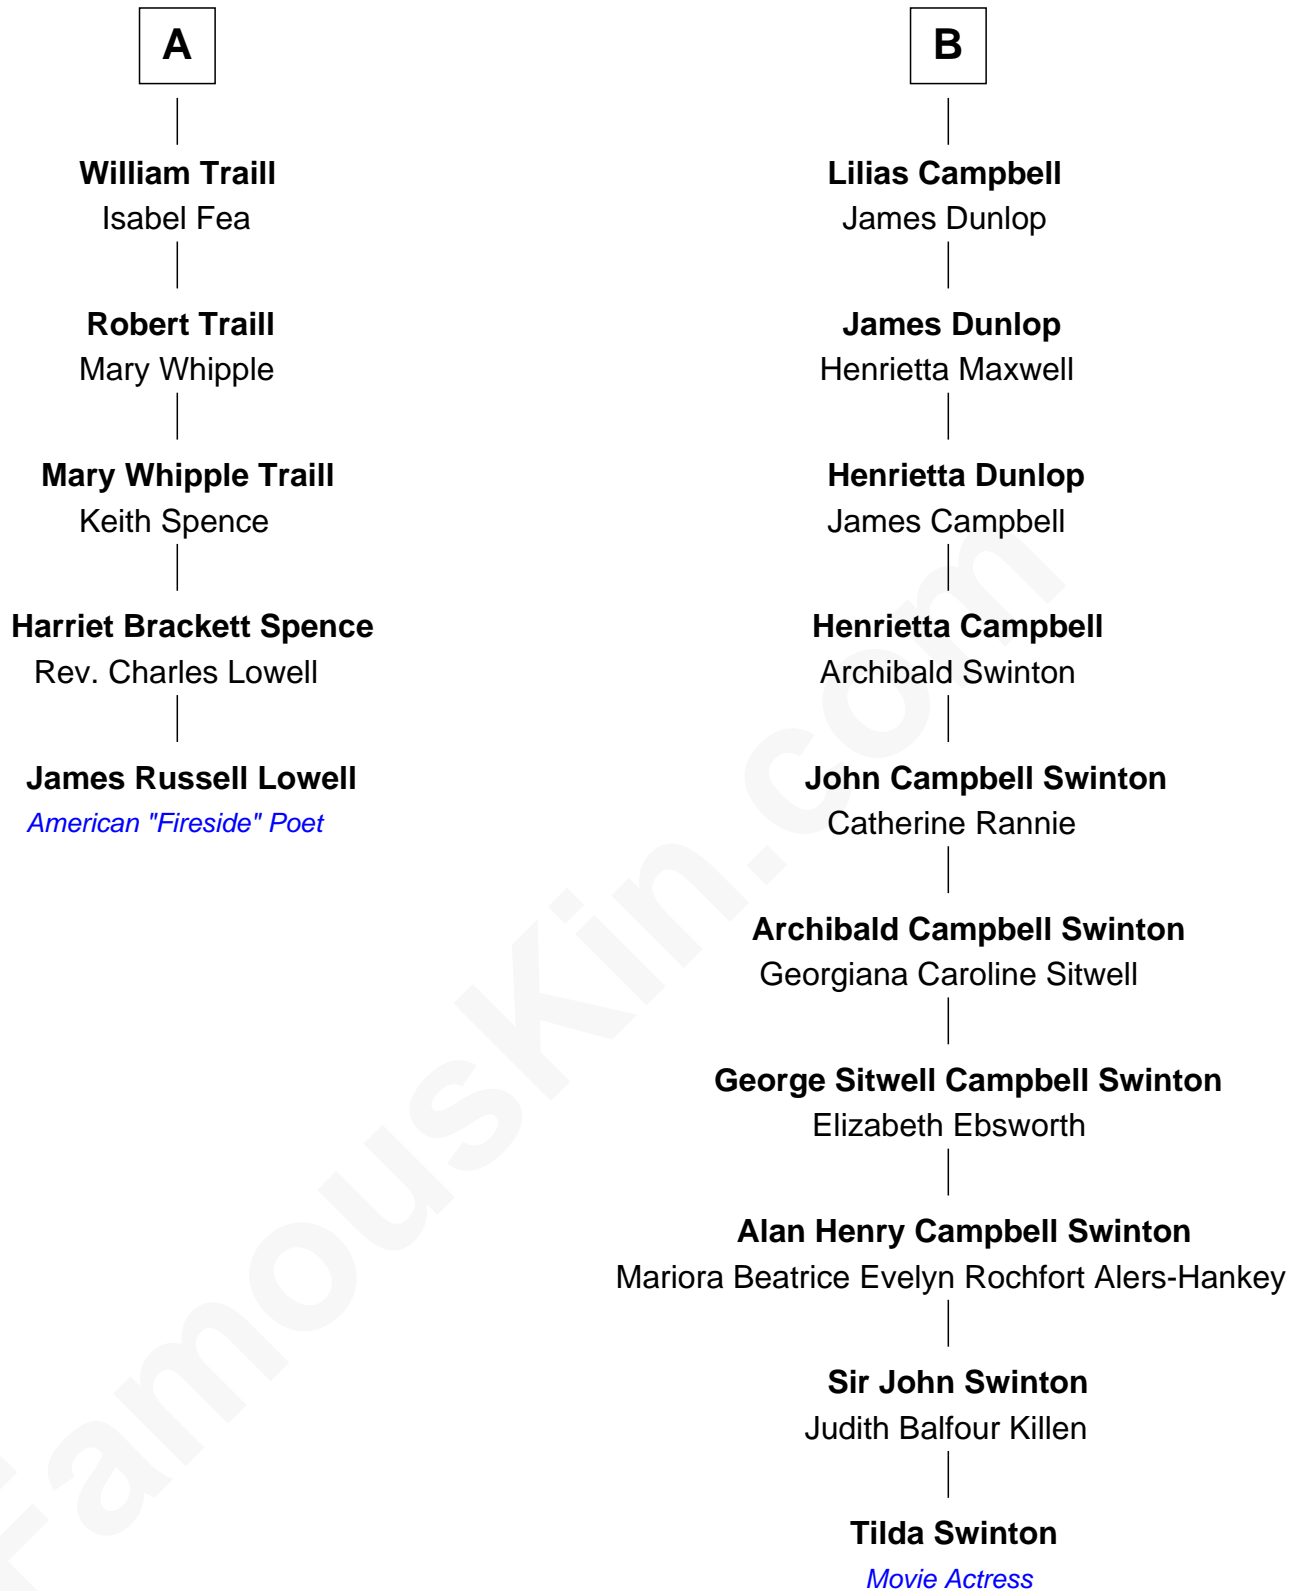 A
William Traill
Isabel Fea
Robert Traill
Mary Whipple
Mary Whipple Traill
Keith Spence
Harriet Brackett Spence
Rev. Charles Lowell
James Russell Lowell
American "Fireside" Poet
B
Lilias Campbell
James Dunlop
James Dunlop
Henrietta Maxwell
Henrietta Dunlop
James Campbell
Henrietta Campbell
Archibald Swinton
John Campbell Swinton
Catherine Rannie
Archibald Campbell Swinton
Georgiana Caroline Sitwell
George Sitwell Campbell Swinton
Elizabeth Ebsworth
Alan Henry Campbell Swinton
Mariora Beatrice Evelyn Rochfort Alers-Hankey
Sir John Swinton
Judith Balfour Killen
Tilda Swinton
Movie Actress
FamousKin.com